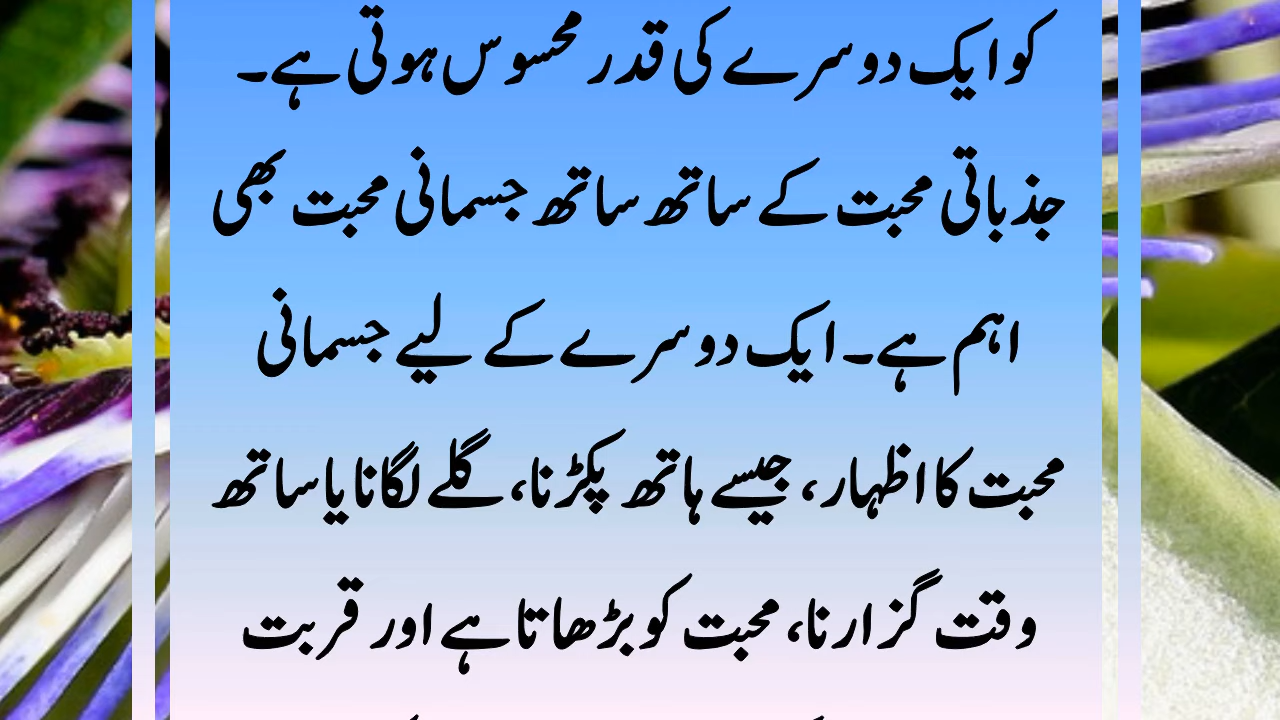 کو ایک دوسرے کی قدر محسوس ہوتی ہے۔
جذباتی محبت کے ساتھ ساتھ جسمانی محبت بھی
اہم ہے۔ ایک دوسرے کے لیے جسمانی
محبت کا اظہار، جیسے ہاتھ پکڑنا، گلے لگانا یا ساتھ
وقت گزارنا، محبت کو بڑھاتا ہے اور قربت